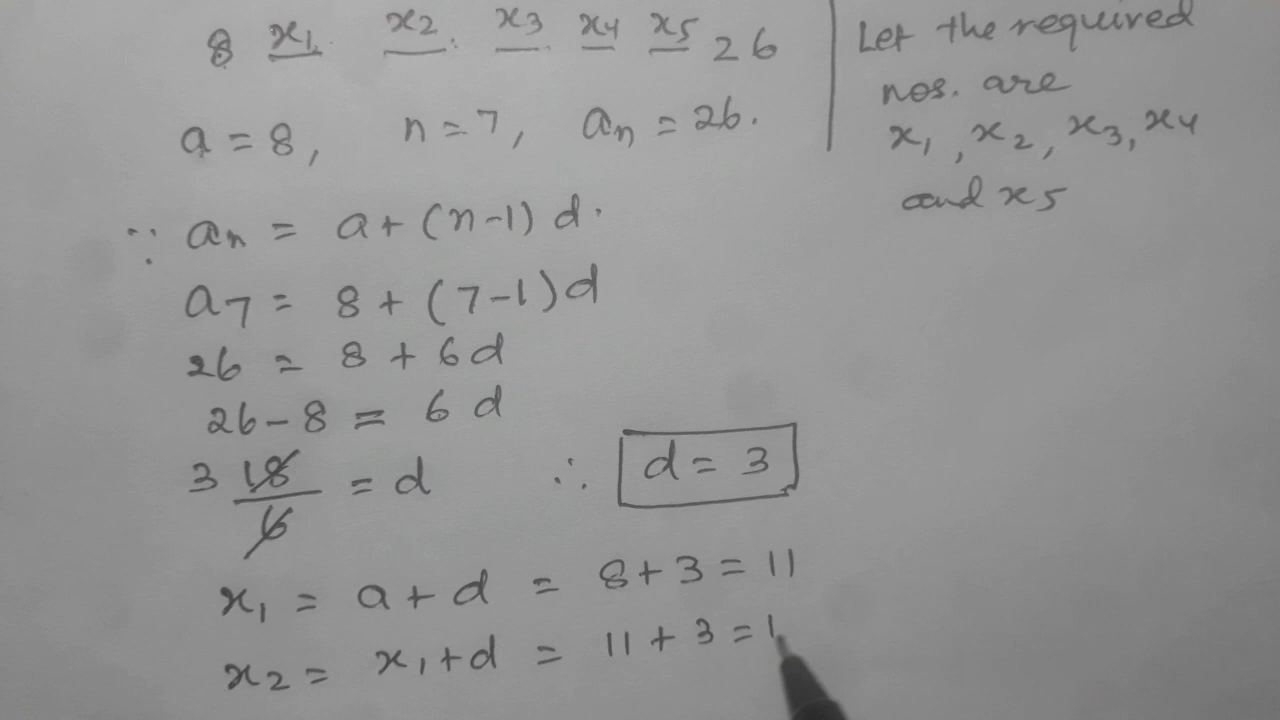 8 x₁ x₂. x₃ x₄ x₅ 26
a = 8, n = 7, aₙ = 26.
∵ aₙ = a + (n-1) d.
a₇ = 8 + (7-1) d
26 = 8 + 6d
26 - 8 = 6 d
3 18/6 = d ∴ d = 3
x₁ = a + d = 8 + 3 = 11
x₂ = x₁ + d = 11 + 3 = 1
Let the required
nos. are
x₁, x₂, x₃, x₄
and x₅